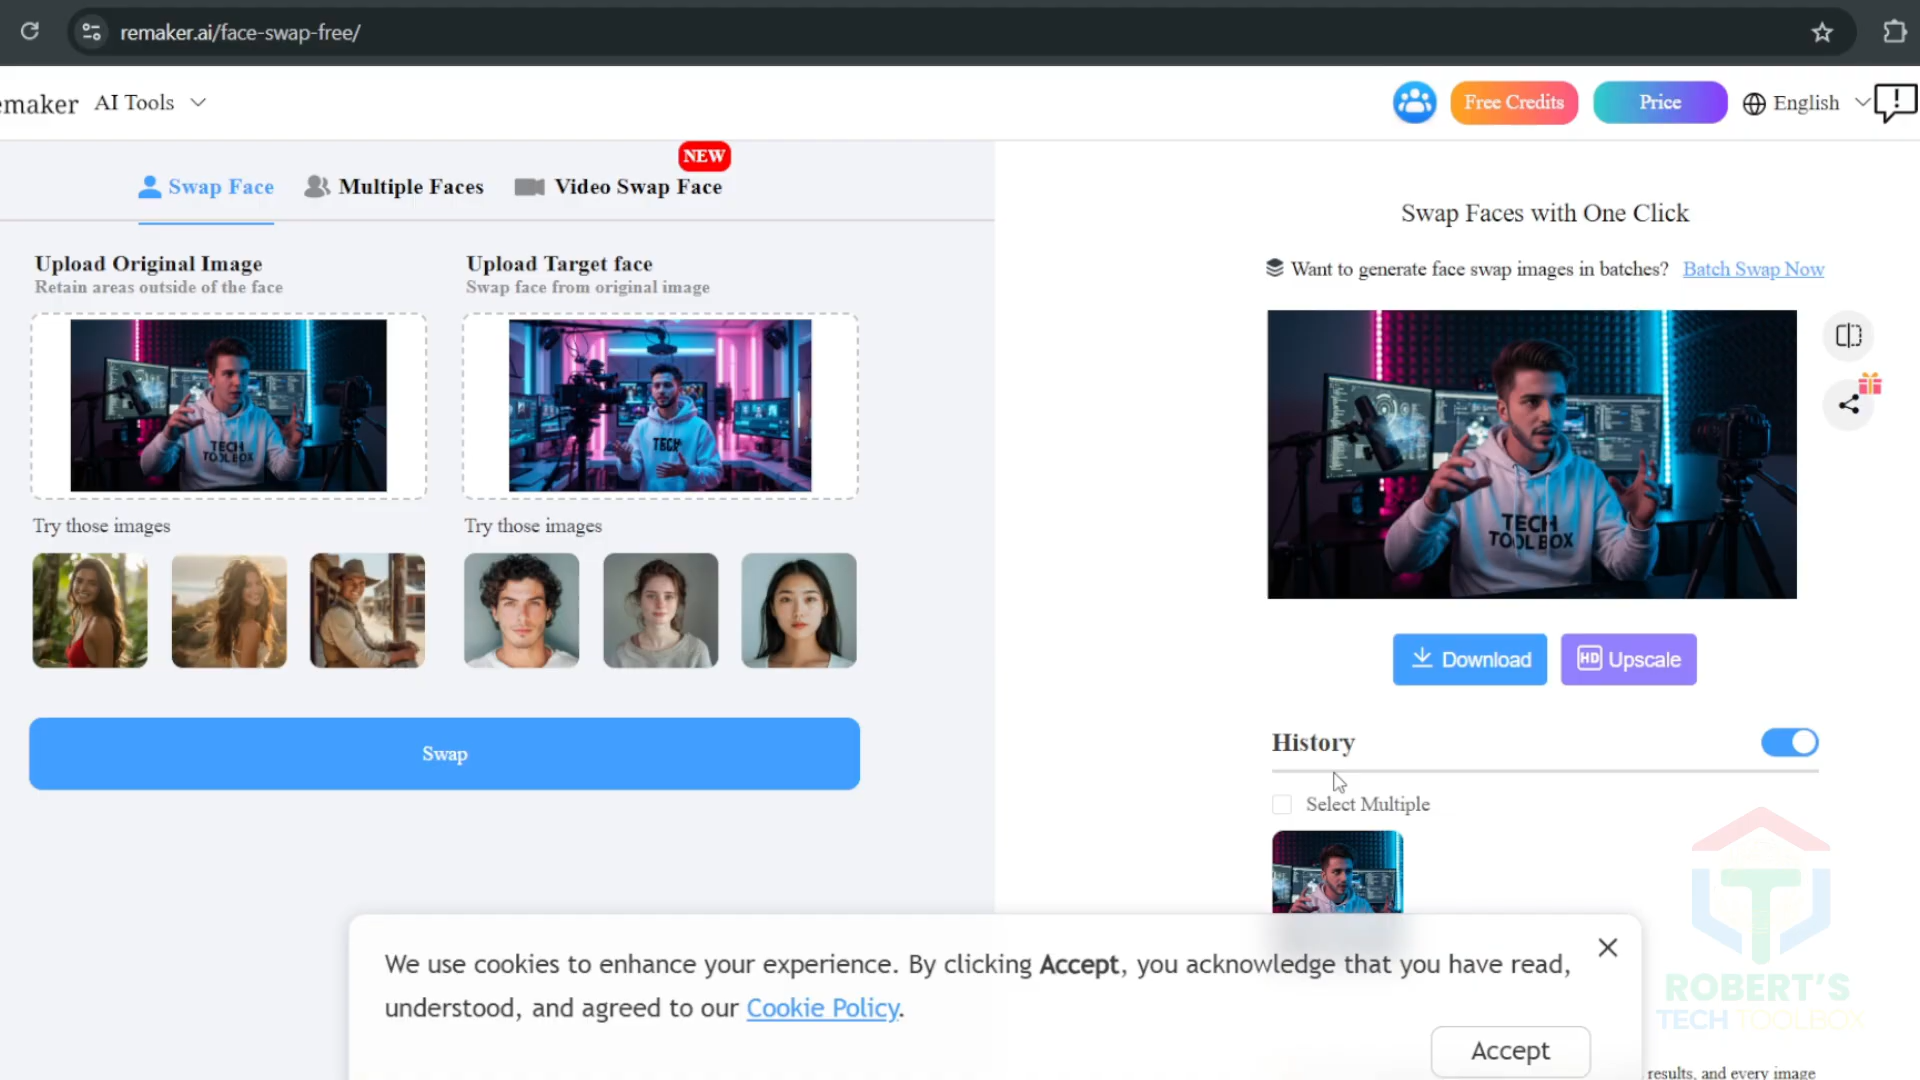 remaker.ai/face-swap-free/
emaker
AI Tools
Free Credits
Price
English
NEW
Swap Face
Multiple Faces
Video Swap Face
Upload Original Image
Retain areas outside of the face
Upload Target face
Swap face from original image
TECH
TOOLBOX
TECH
Try those images
Try those images
Swap
Swap Faces with One Click
Want to generate face swap images in batches? Batch Swap Now
TECH
TOOLBOX
Download
HD Upscale
History
Select Multiple
We use cookies to enhance your experience. By clicking Accept, you acknowledge that you have read,
understood, and agreed to our Cookie Policy.
Accept
ROBERT'S
TECH TOOLBOX
results, and every image